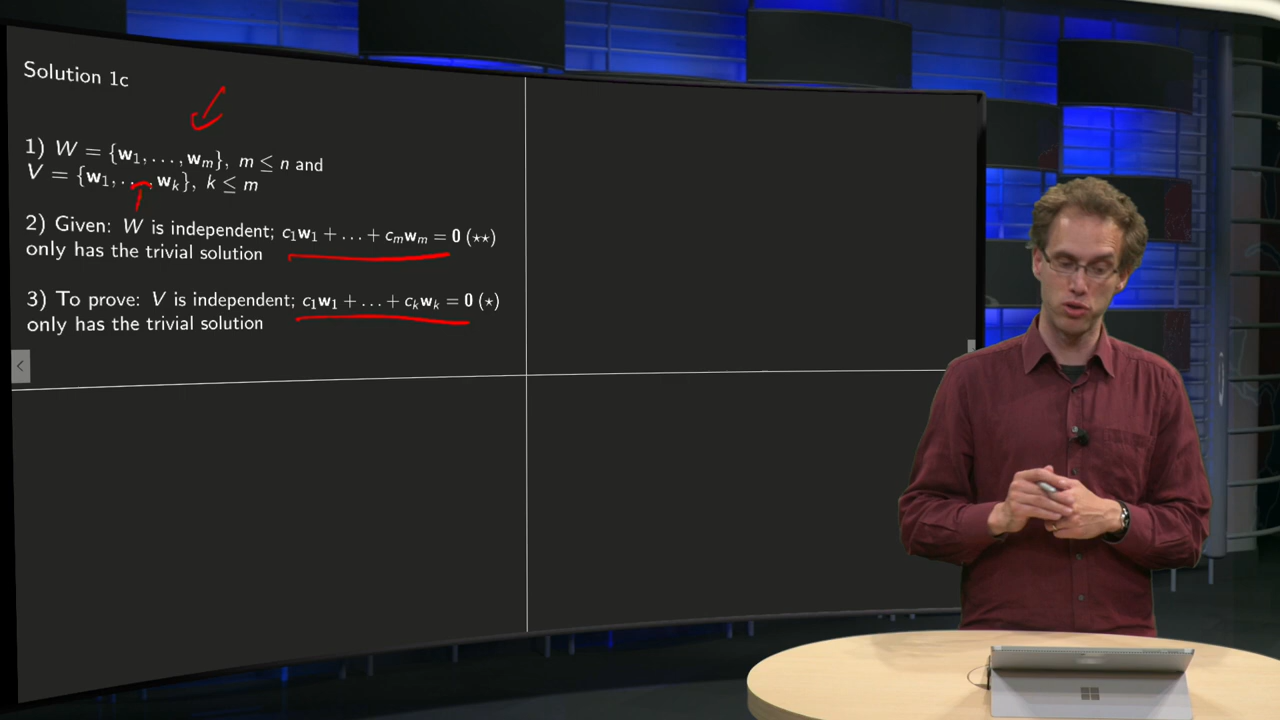 Solution 1c
1) W = {w₁, . . . , wₘ}, m ≤ n and
V = {w₁, . . . , wₖ}, k ≤ m
2) Given: W is independent; c₁w₁ + . . . + cₘwₘ = 0 (⋆⋆)
only has the trivial solution
3) To prove: V is independent; c₁w₁ + . . . + cₖwₖ = 0 (⋆)
only has the trivial solution